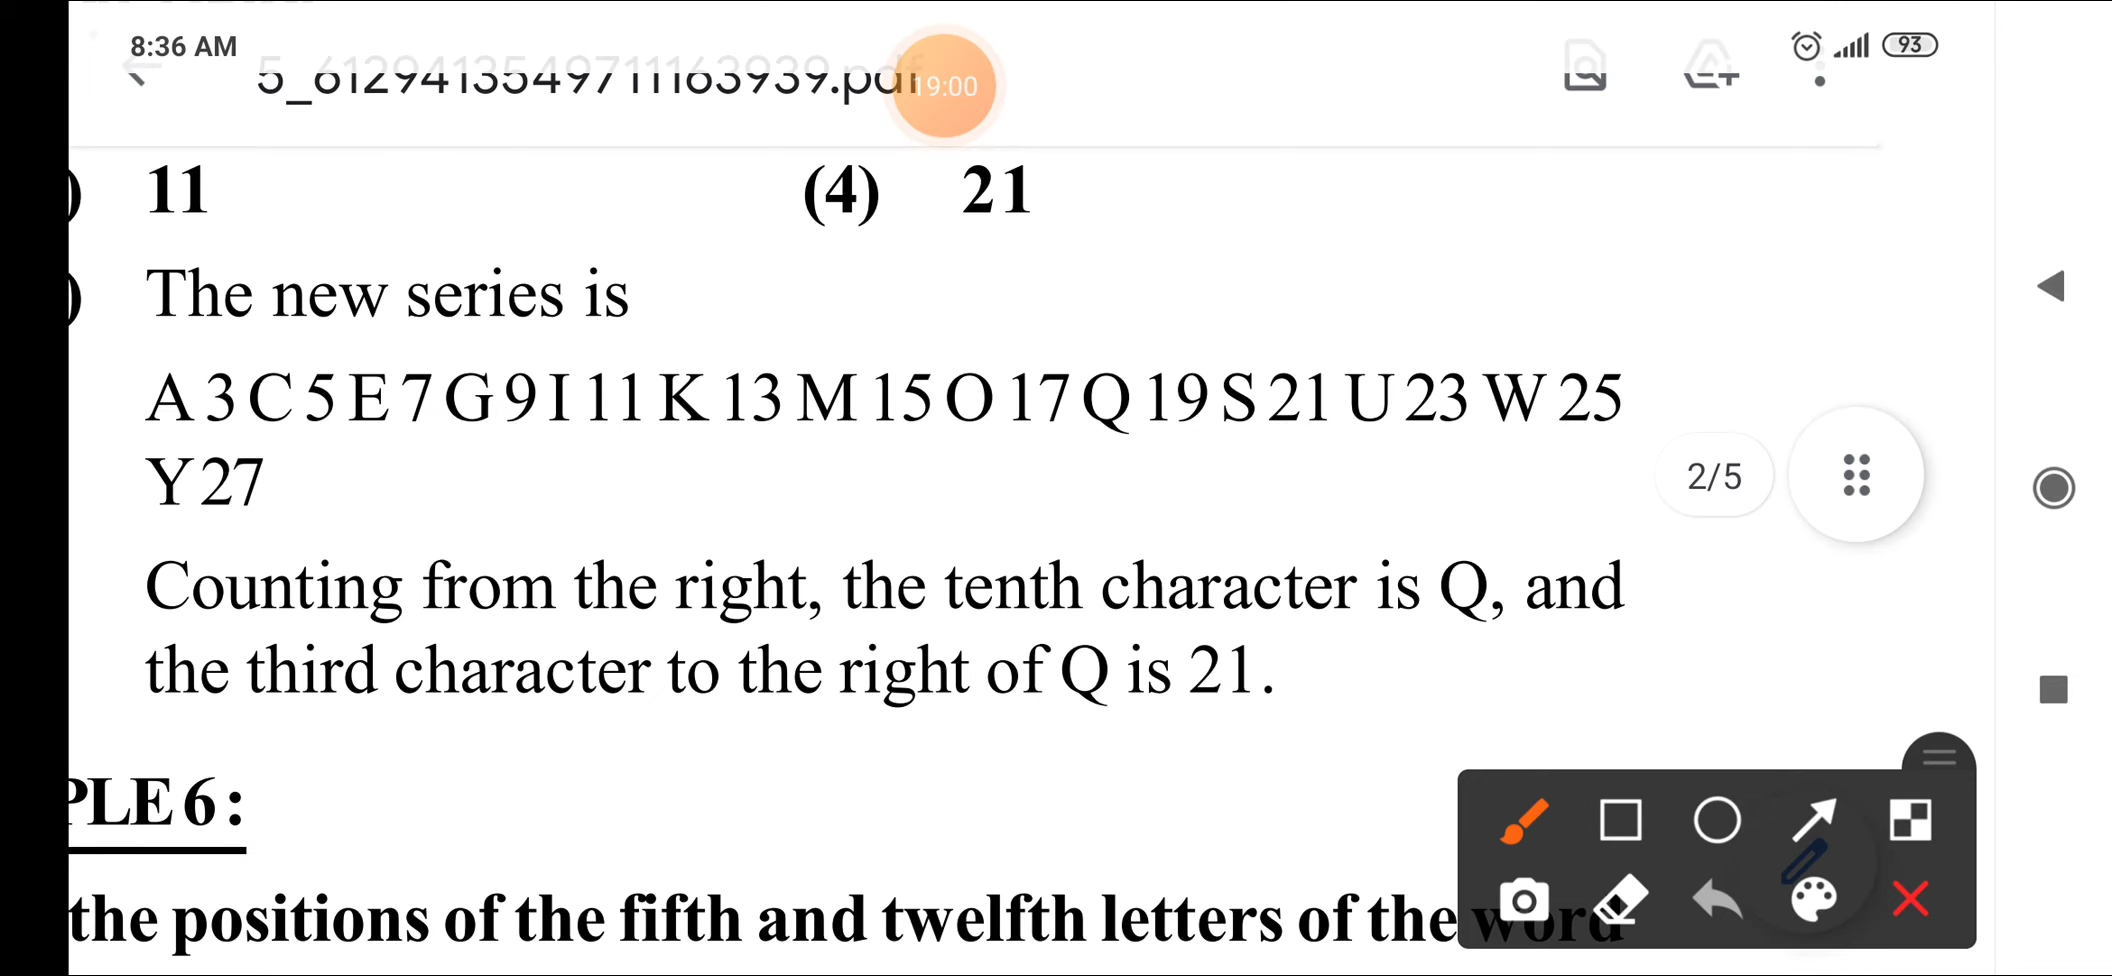 8:36 AM
93
5_6129413549711163939.pdf
19:00
) 11 (4) 21
) The new series is
A 3 C 5 E 7 G 9 I 11 K 13 M 15 O 17 Q 19 S 21 U 23 W 25
Y 27
2/5
Counting from the right, the tenth character is Q, and
the third character to the right of Q is 21.
PLE 6 :
the positions of the fifth and twelfth letters of the word